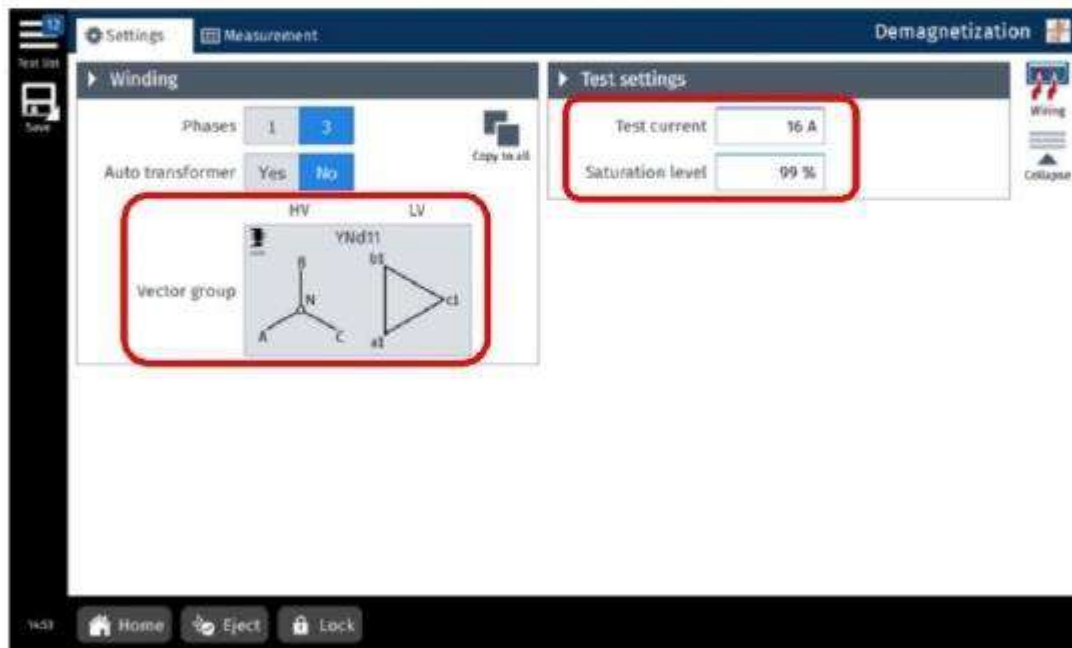 12
Settings
Measurement
Demagnetization
Test list
Save
Winding
Phases 1 3
Copy to all
Auto transformer Yes No
HV LV
YNd11
Vector group
B
N
A C
b1
c1
a1
Test settings
Test current 16 A
Saturation level 99 %
Wiring
Collapse
14:53
Home
Eject
Lock